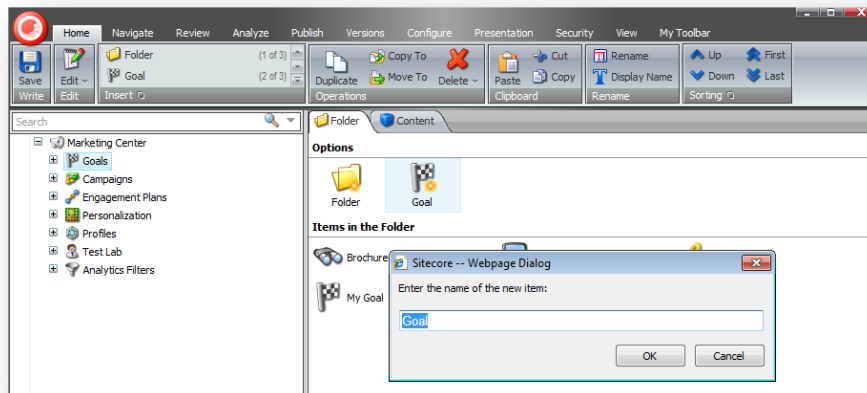 Home Navigate Review Analyze Publish Versions Configure Presentation Security View My Toolbar
Folder (1 of 3) Copy To Cut Rename Up First
Goal (2 of 3) Move To Copy Display Name Down Last
Save Edit Duplicate Delete Paste
Write Edit Insert Operations Clipboard Rename Sorting
Search
Folder Content
Marketing Center
Goals
Campaigns
Engagement Plans
Personalization
Profiles
Test Lab
Analytics Filters
Options
Folder Goal
Items in the Folder
Brochure
My Goal
Sitecore -- Webpage Dialog
Enter the name of the new item:
Goal
OK Cancel